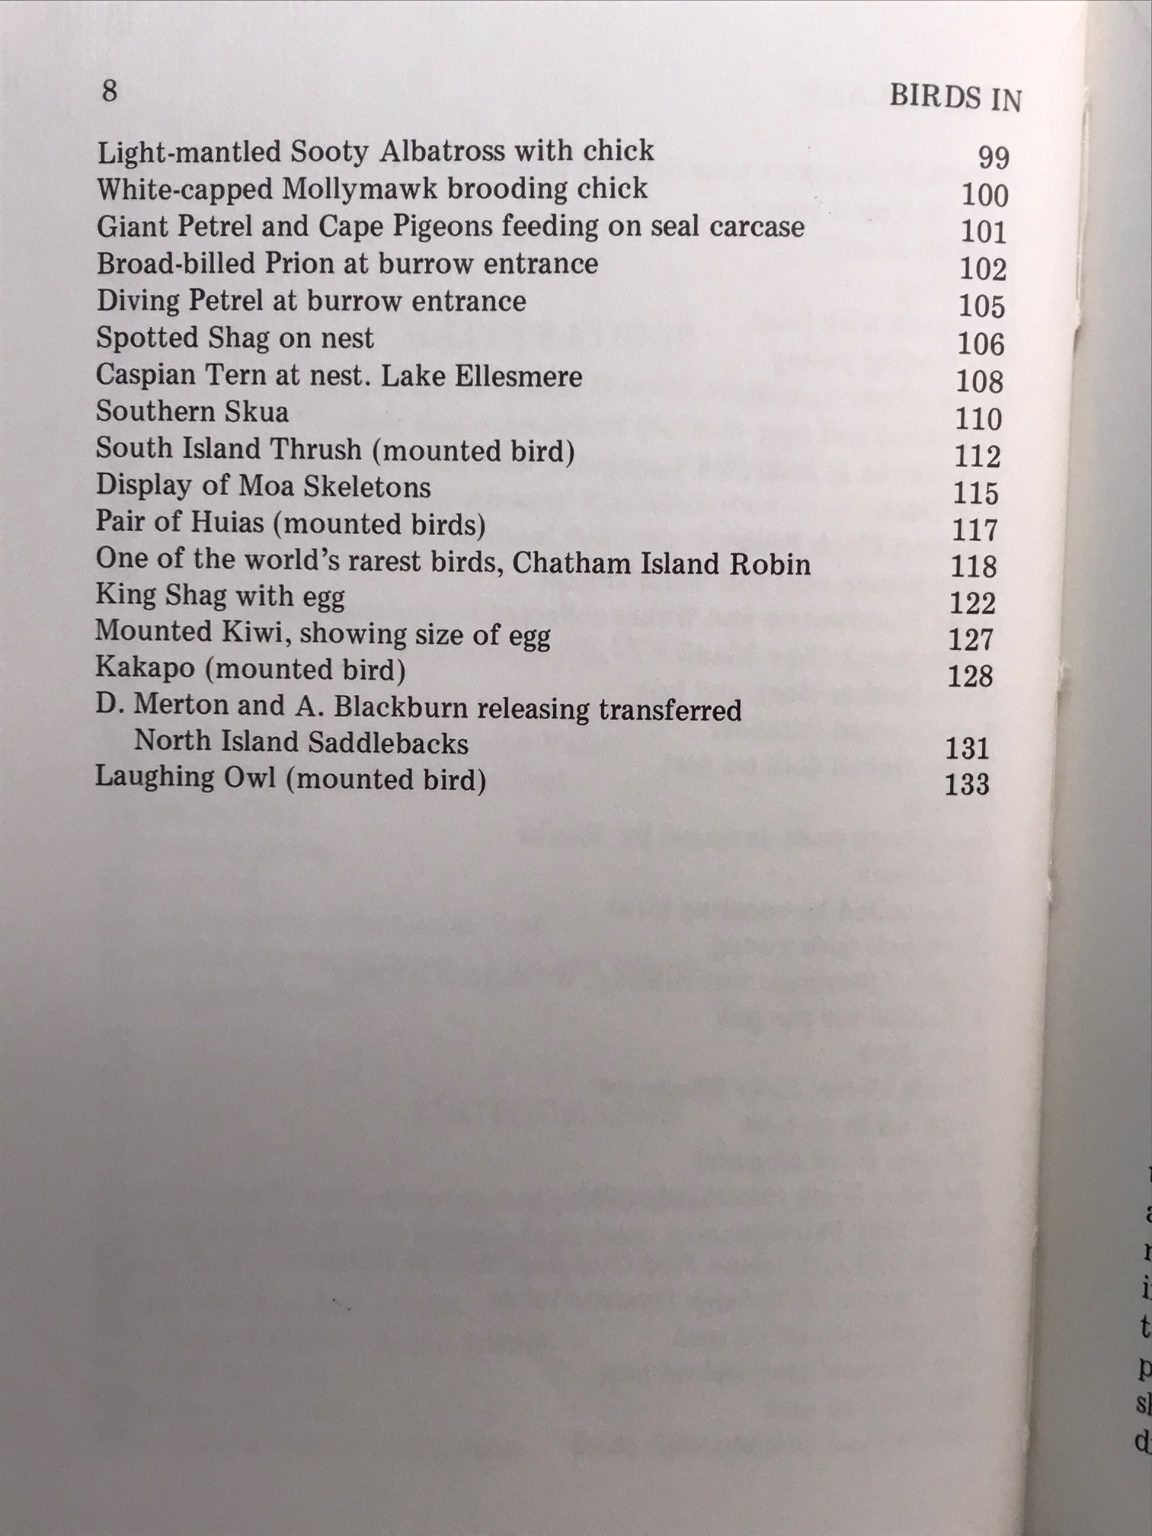 8 BIRDS IN
Light-mantled Sooty Albatross with chick 99
White-capped Mollymawk brooding chick 100
Giant Petrel and Cape Pigeons feeding on seal carcase 101
Broad-billed Prion at burrow entrance 102
Diving Petrel at burrow entrance 105
Spotted Shag on nest 106
Caspian Tern at nest. Lake Ellesmere 108
Southern Skua 110
South Island Thrush (mounted bird) 112
Display of Moa Skeletons 115
Pair of Huias (mounted birds) 117
One of the world's rarest birds, Chatham Island Robin 118
King Shag with egg 122
Mounted Kiwi, showing size of egg 127
Kakapo (mounted bird) 128
D. Merton and A. Blackburn releasing transferred
North Island Saddlebacks 131
Laughing Owl (mounted bird) 133